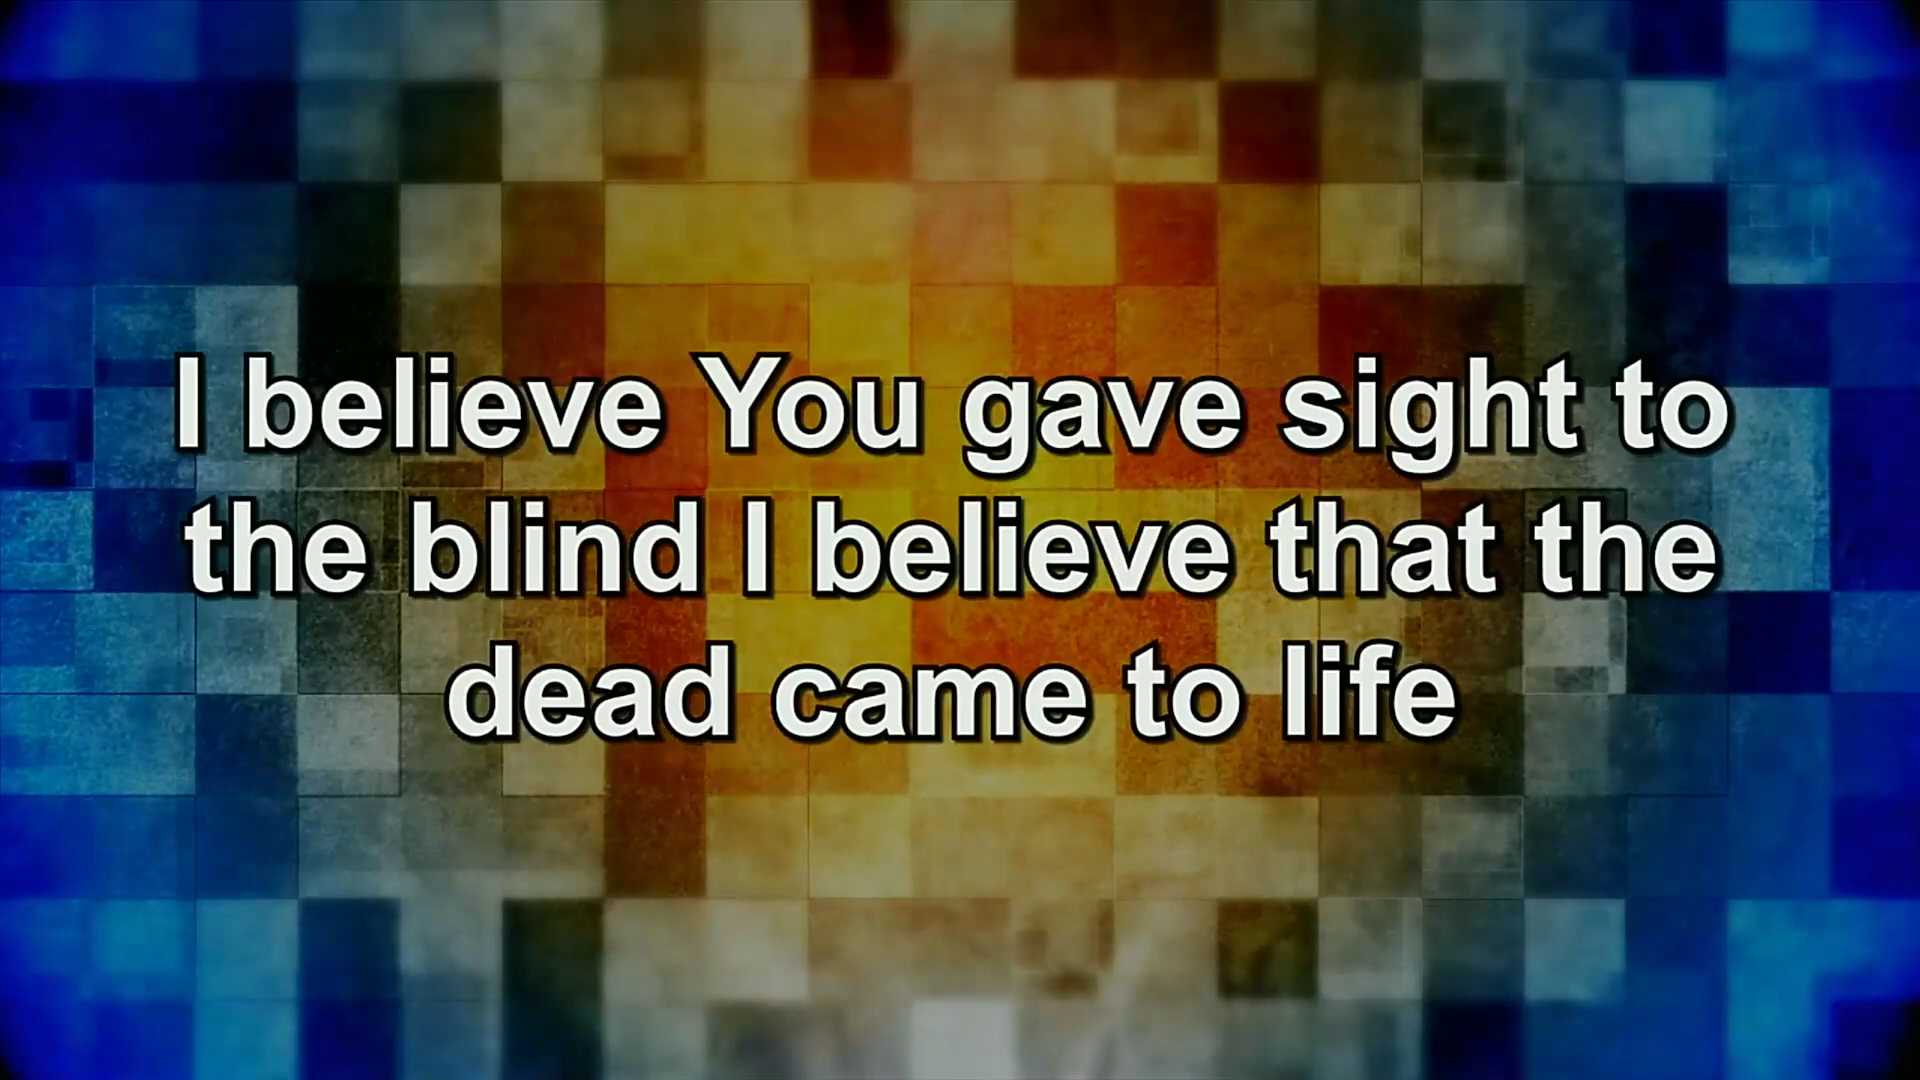 I believe You gave sight to
the blind I believe that the
dead came to life